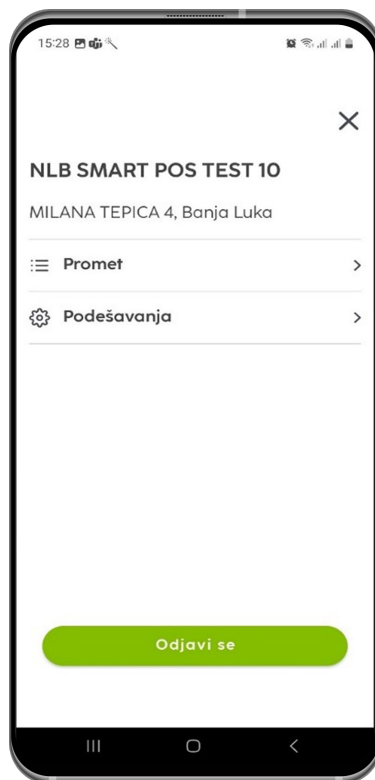 15:28
NLB SMART POS TEST 10
MILANA TEPICA 4, Banja Luka
Promet
Podešavanja
Odjavi se